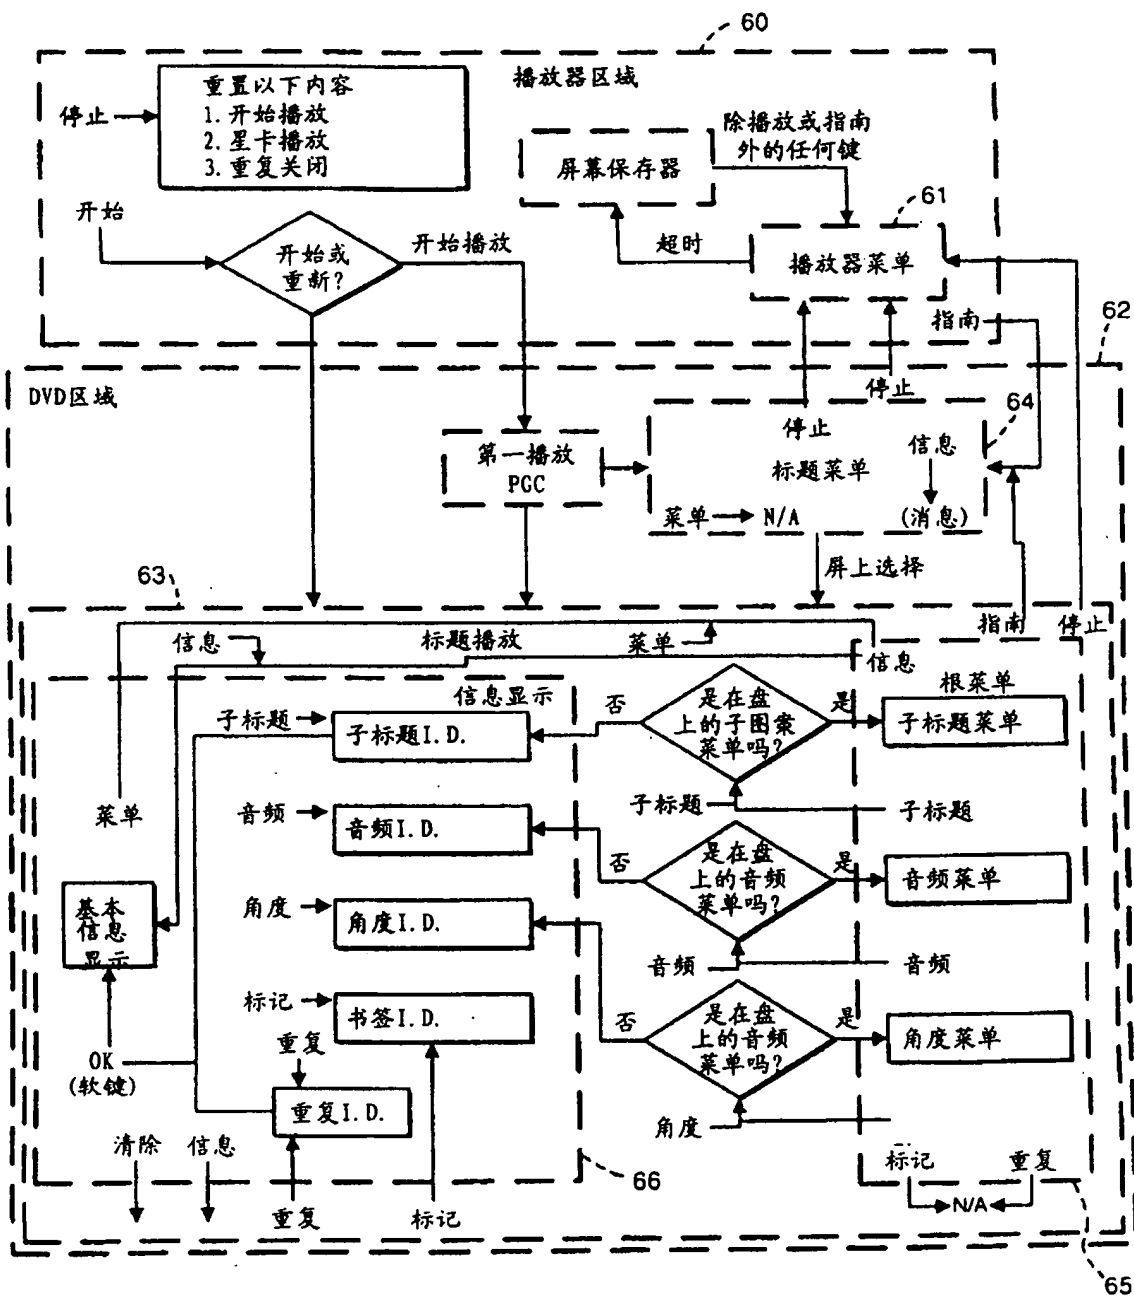 60
重置以下内容
1. 开始播放
2. 星卡播放
3. 重复关闭
停止
播放器区域
除播放或指南
外的任何键
屏幕保存器
61
开始
开始或
重新?
开始播放
超时
播放器菜单
指南
62
DVD区域
停止
64
停止
第一播放
PGC
标题菜单
信息
菜单
N/A
(消息)
屏上选择
63
信息
标题播放
菜单
指南
停止
信息
信息显示
子标题
子标题I.D.
否
是在盘
上的子图案
菜单吗?
是
根菜单
子标题菜单
菜单
音频
音频I.D.
子标题
子标题
否
是在盘
上的音频
菜单吗?
是
音频菜单
基本
信息
显示
角度
角度I.D.
音频
音频
标记
书签I.D.
否
是在盘
上的音频
菜单吗?
是
角度菜单
OK
(软键)
重复
重复I.D.
角度
清除
信息
66
标记
重复
N/A
重复
标记
65